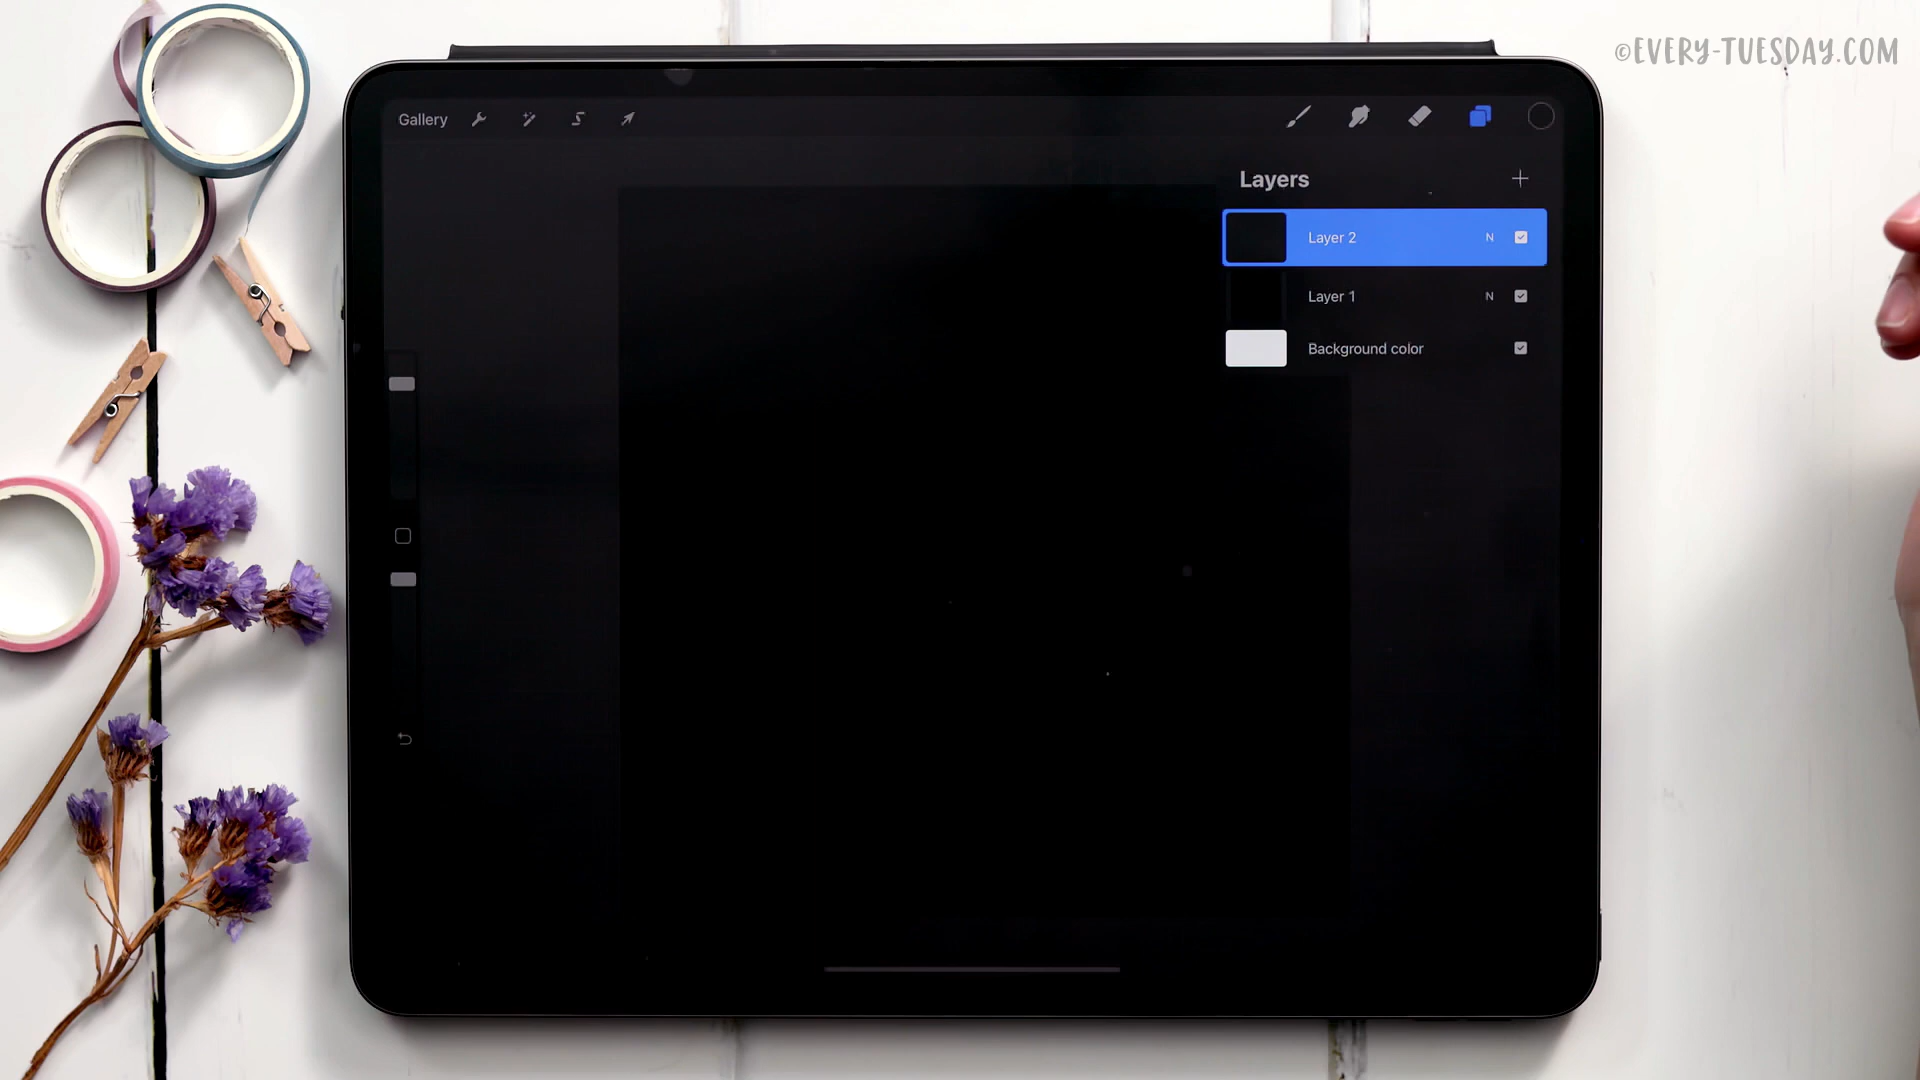 ©EVERY-TUESDAY.COM
Gallery
Layers
Layer 2 N
Layer 1 N
Background color